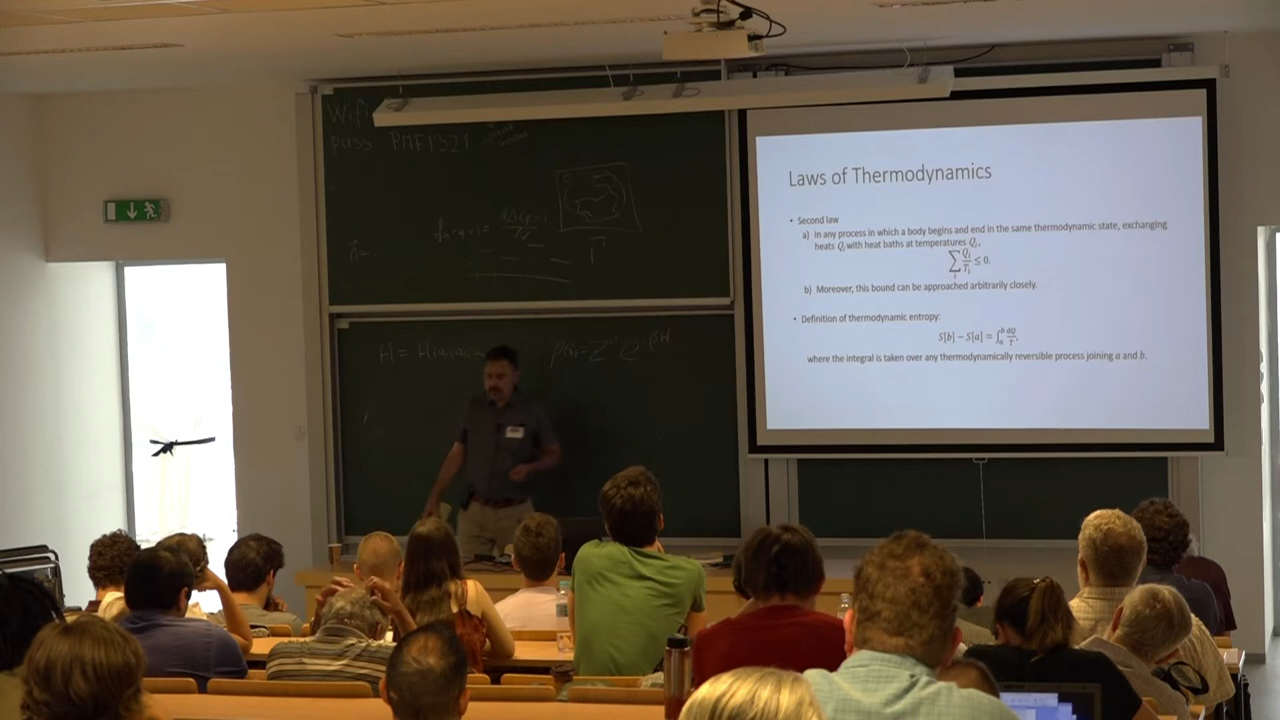 Wifi
pass PMF1321
Laws of Thermodynamics
• Second law
a) In any process in which a body begins and end in the same thermodynamic state, exchanging
heats Qᵢ with heat baths at temperatures Qᵢ,
∑ᵢ Qᵢ/Tᵢ ≤ 0.
b) Moreover, this bound can be approached arbitrarily closely.
• Definition of thermodynamic entropy:
S[b] − S[a] = ∫ₐᵇ dQ/T,
where the integral is taken over any thermodynamically reversible process joining a and b.